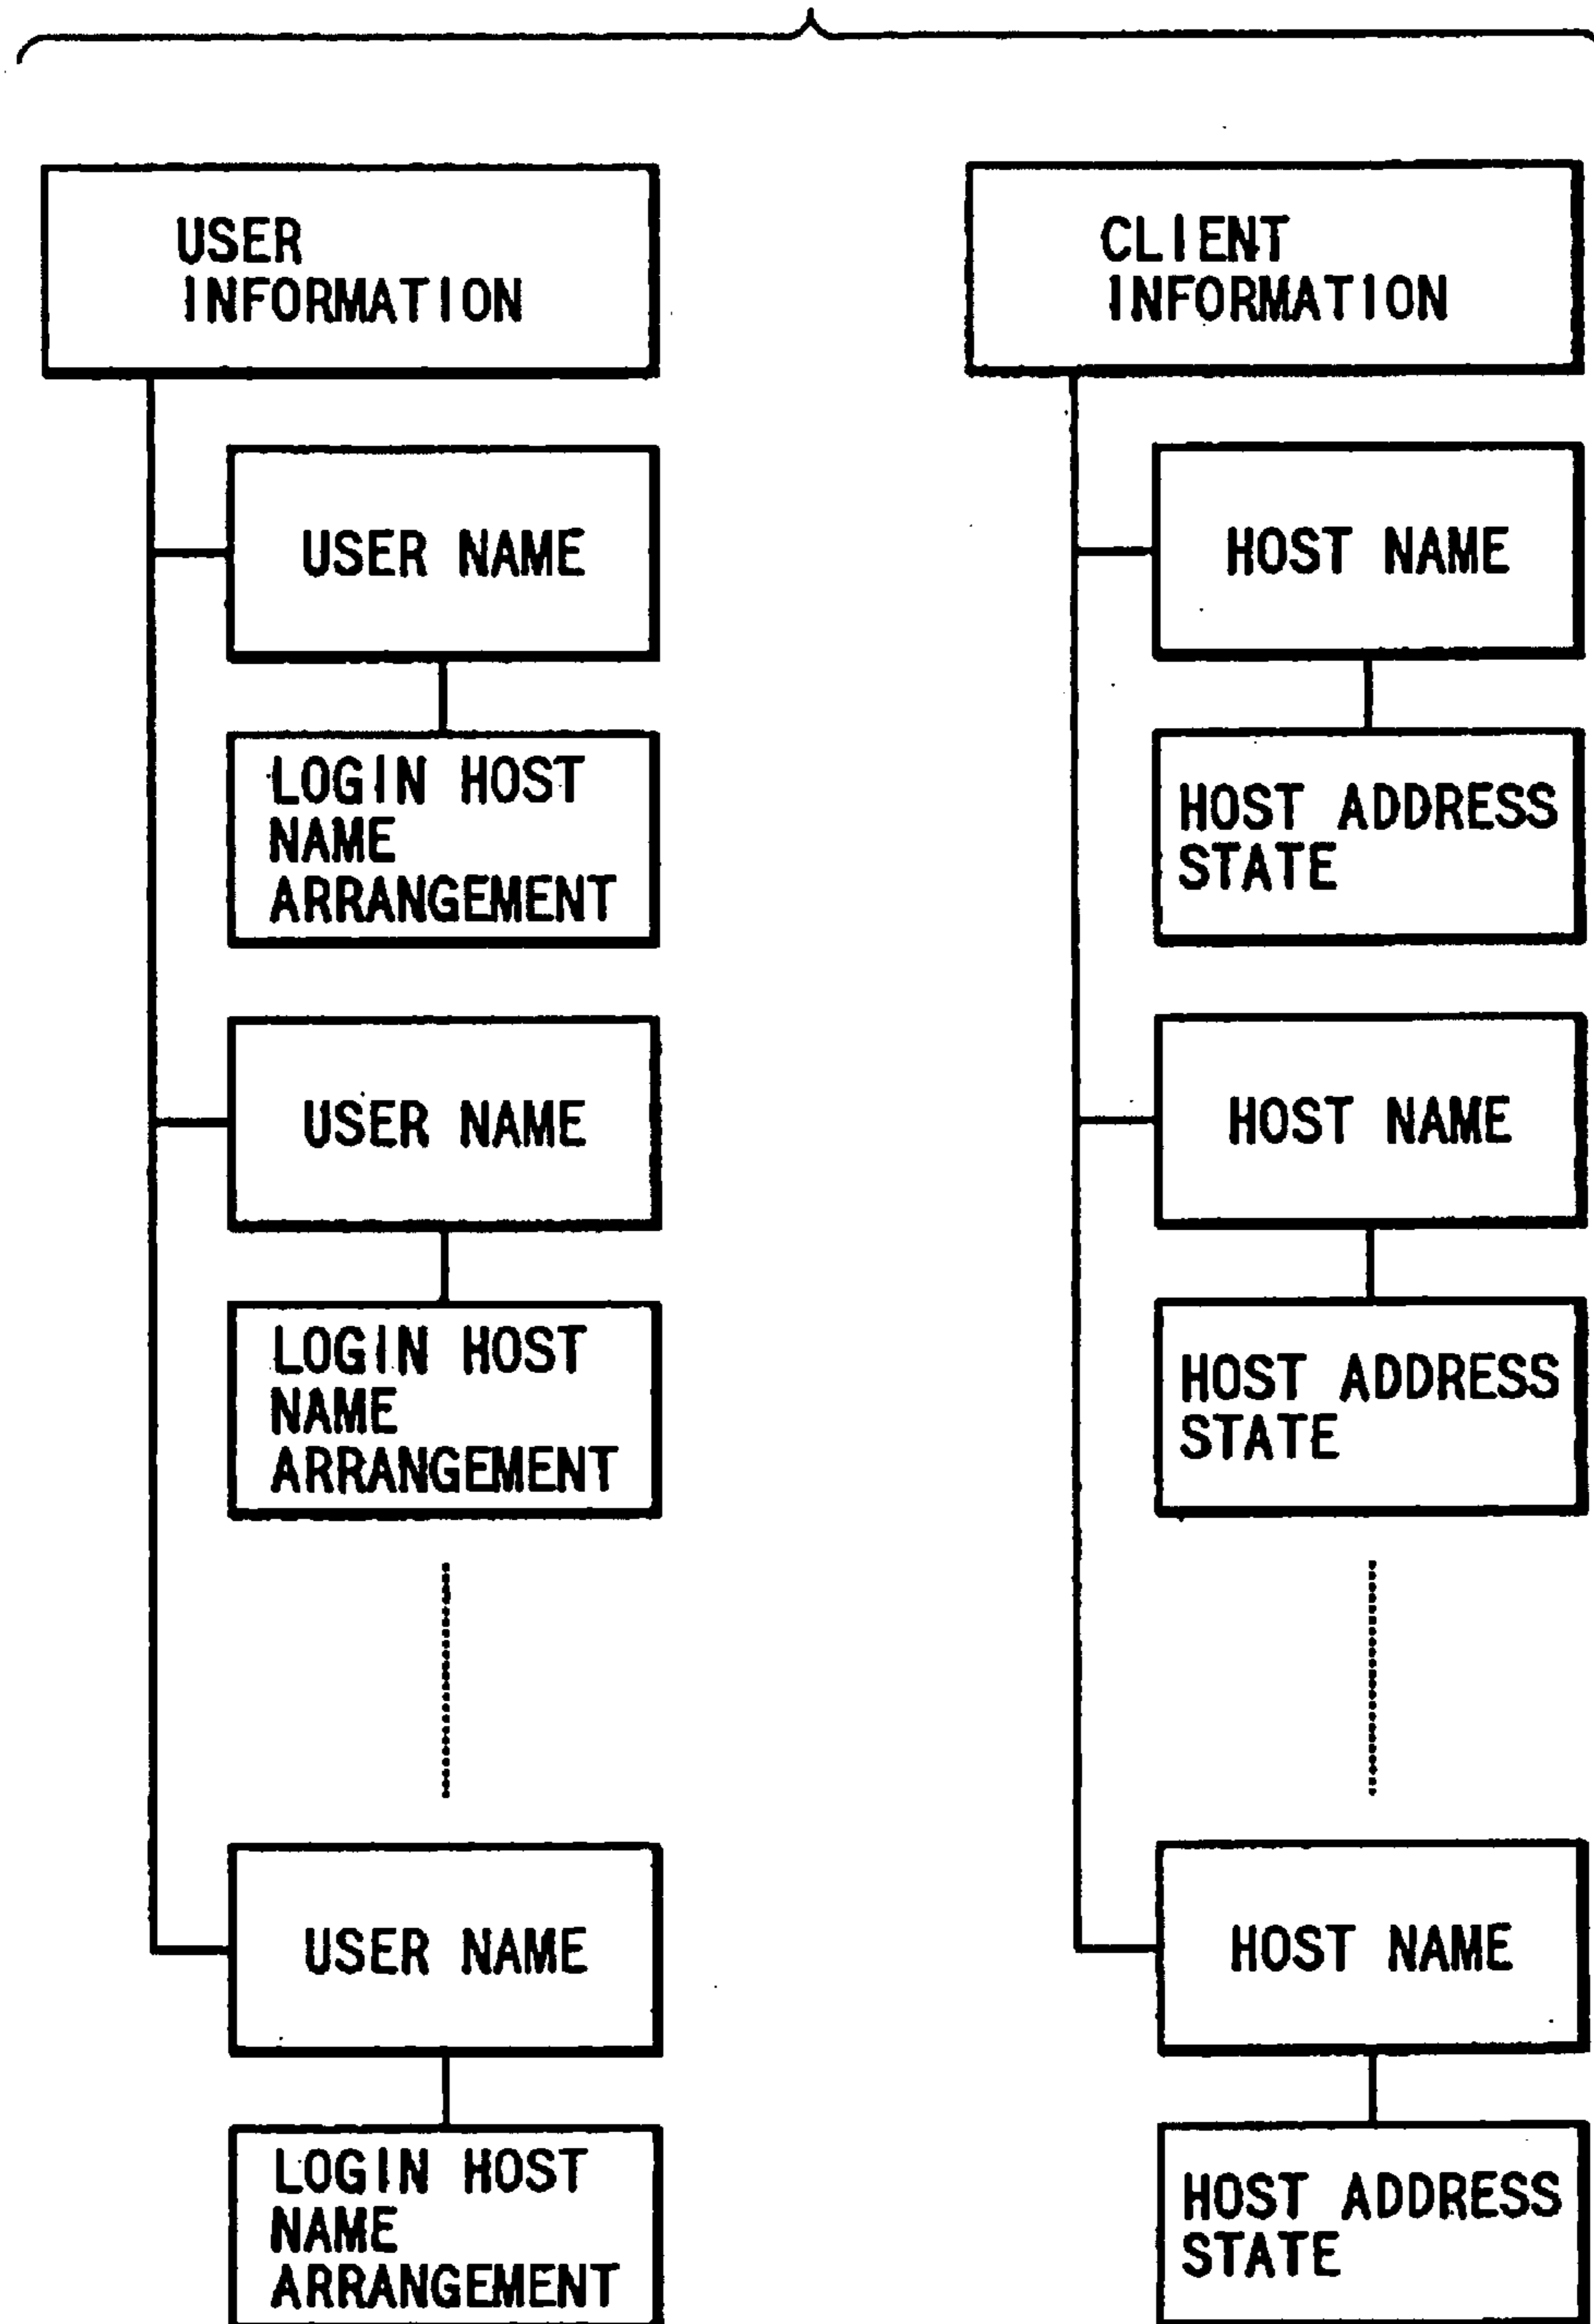 USER
INFORMATION
USER NAME
LOGIN HOST
NAME
ARRANGEMENT
USER NAME
LOGIN HOST
NAME
ARRANGEMENT
USER NAME
LOGIN HOST
NAME
ARRANGEMENT
CLIENT
INFORMATION
HOST NAME
HOST ADDRESS
STATE
HOST NAME
HOST ADDRESS
STATE
HOST NAME
HOST ADDRESS
STATE